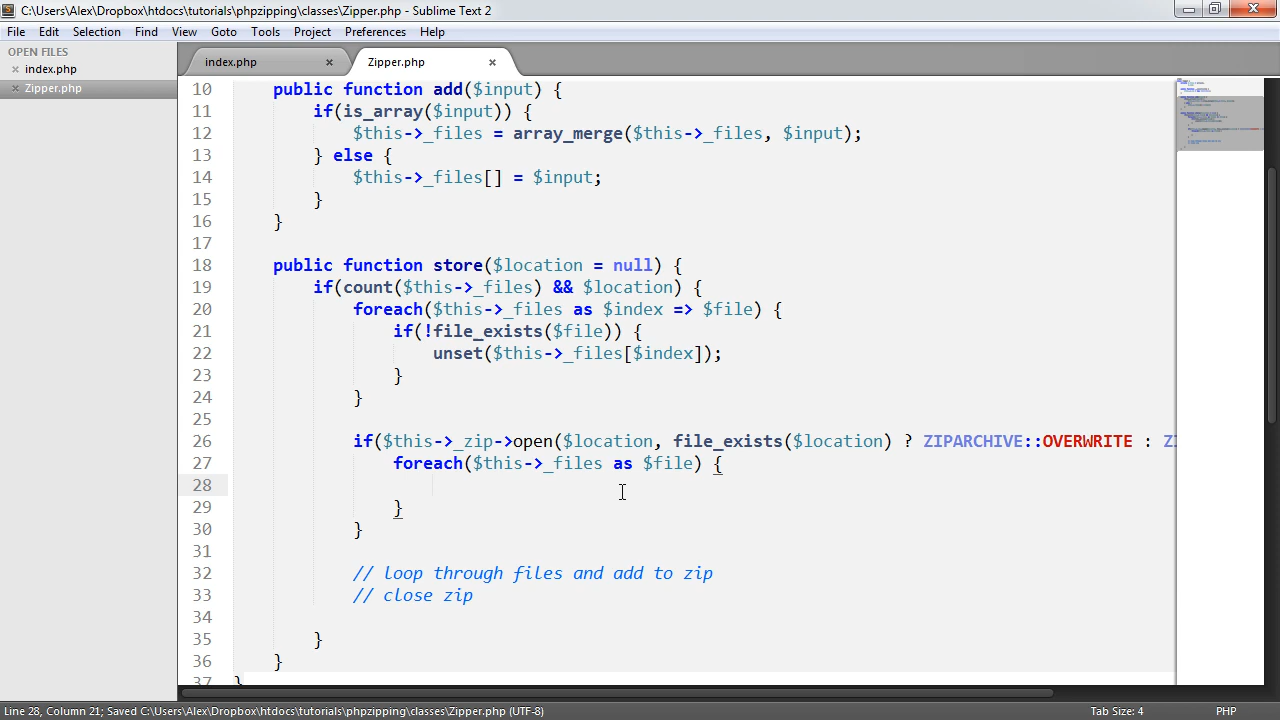 C:\Users\Alex\Dropbox\htdocs\tutorials\phpzipping\classes\Zipper.php - Sublime Text 2
File Edit Selection Find View Goto Tools Project Preferences Help
OPEN FILES
index.php
Zipper.php
index.php Zipper.php
10 public function add($input) {
11 if(is_array($input)) {
12 $this->_files = array_merge($this->_files, $input);
13 } else {
14 $this->_files[] = $input;
15 }
16 }
17
18 public function store($location = null) {
19 if(count($this->_files) && $location) {
20 foreach($this->_files as $index => $file) {
21 if(!file_exists($file)) {
22 unset($this->_files[$index]);
23 }
24 }
25
26 if($this->_zip->open($location, file_exists($location) ? ZIPARCHIVE::OVERWRITE : ZI
27 foreach($this->_files as $file) {
28
29 }
30 }
31
32 // loop through files and add to zip
33 // close zip
34
35 }
36 }
37 }
Line 28, Column 21; Saved C:\Users\Alex\Dropbox\htdocs\tutorials\phpzipping\classes\Zipper.php (UTF-8)
Tab Size: 4
PHP